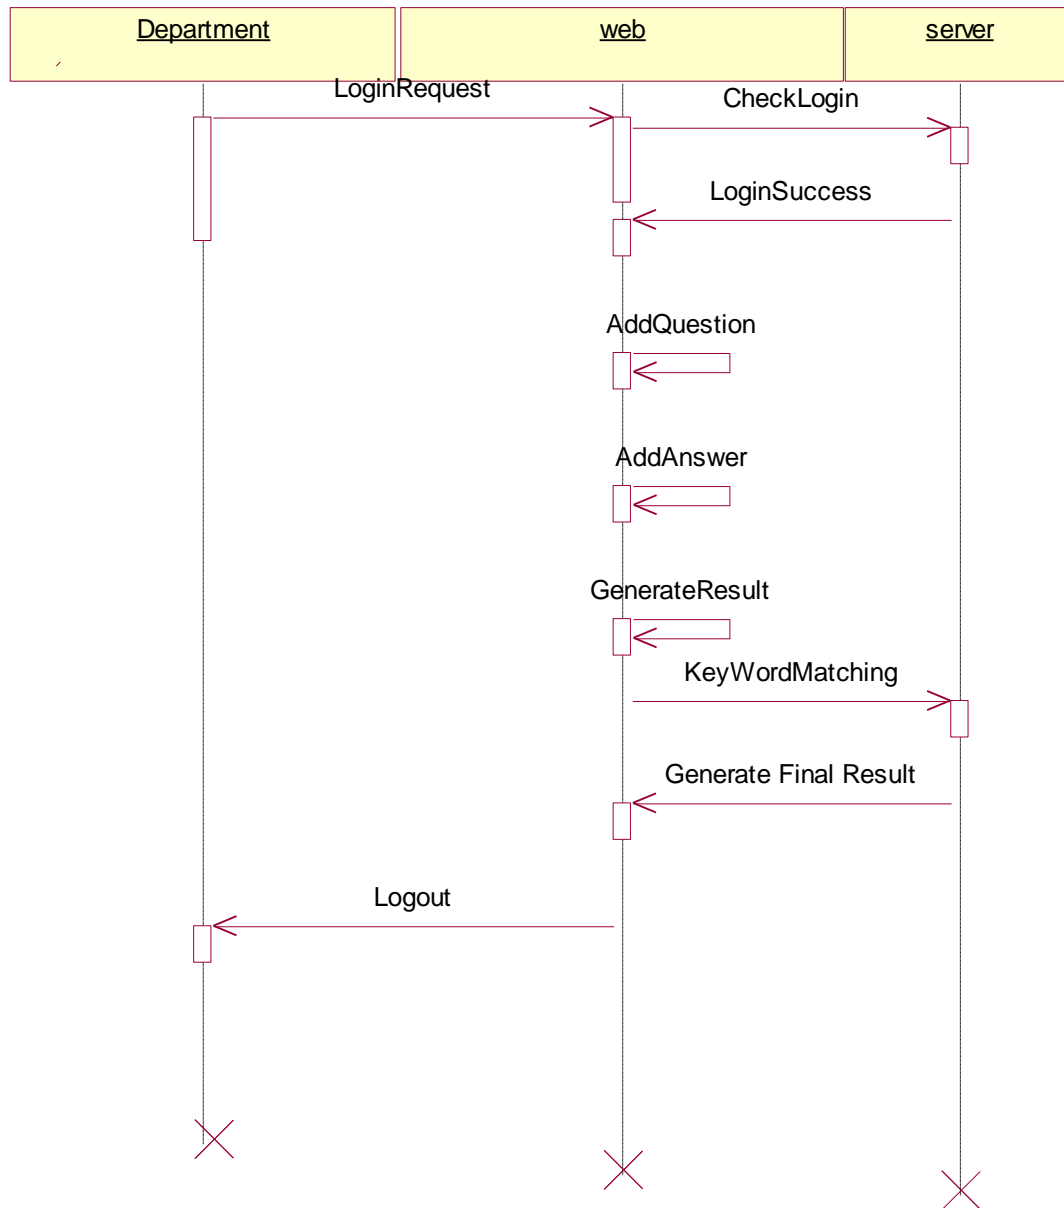 Department
web
server
LoginRequest
CheckLogin
LoginSuccess
AddQuestion
AddAnswer
GenerateResult
KeyWordMatching
Generate Final Result
Logout